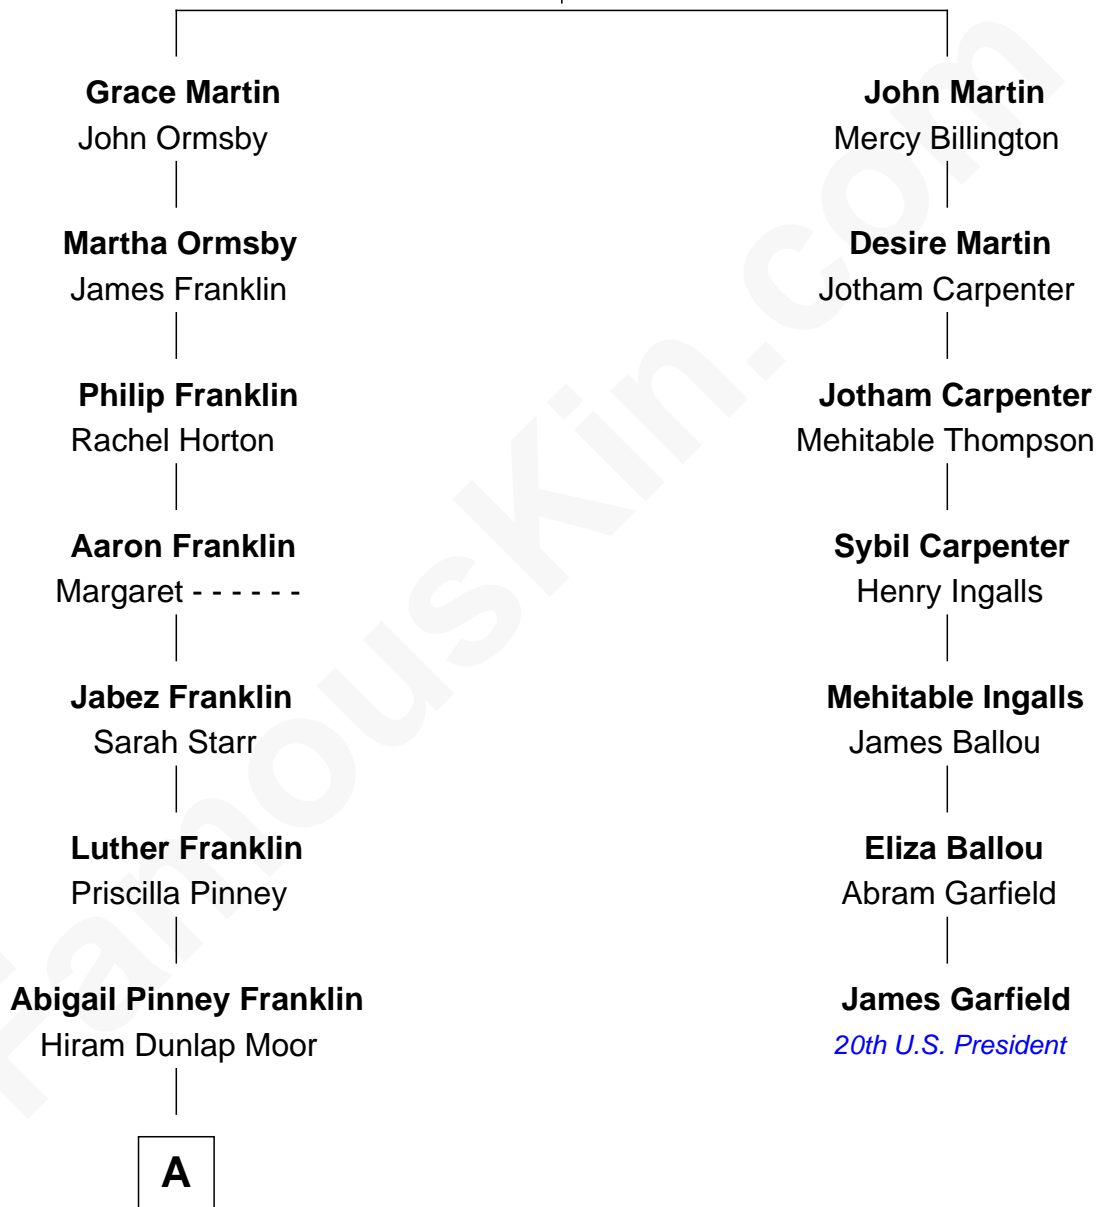 Grace Martin
John Ormsby
Martha Ormsby
James Franklin
Philip Franklin
Rachel Horton
Aaron Franklin
Margaret - - - - - -
Jabez Franklin
Sarah Starr
Luther Franklin
Priscilla Pinney
Abigail Pinney Franklin
Hiram Dunlap Moor
A
John Martin
Mercy Billington
Desire Martin
Jotham Carpenter
Jotham Carpenter
Mehitable Thompson
Sybil Carpenter
Henry Ingalls
Mehitable Ingalls
James Ballou
Eliza Ballou
Abram Garfield
James Garfield
20th U.S. President
FamousKin.com